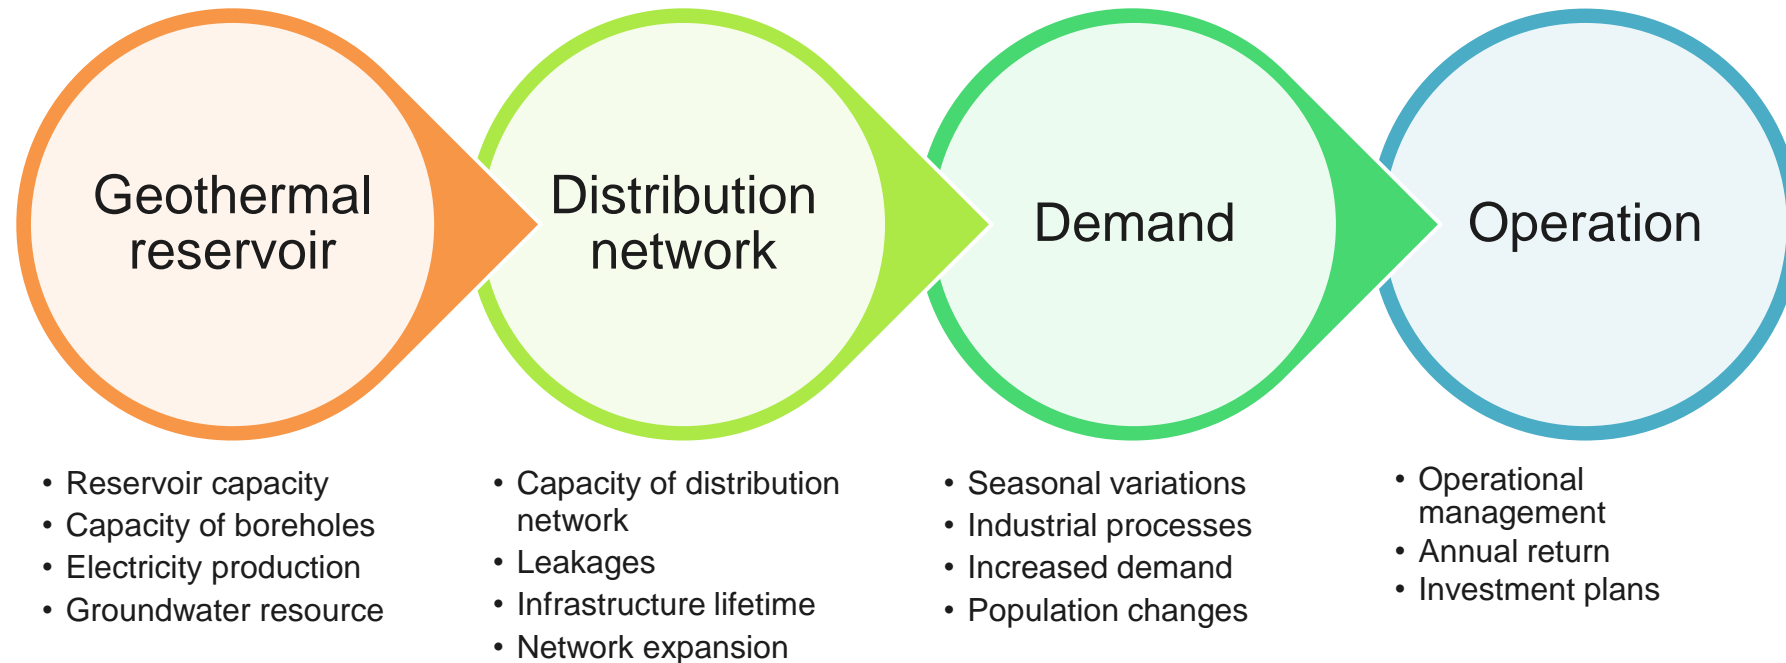 Geothermal
reservoir
Distribution
network
Demand
Operation
• Reservoir capacity
• Capacity of boreholes
• Electricity production
• Groundwater resource
• Capacity of distribution
network
• Leakages
• Infrastructure lifetime
• Network expansion
• Seasonal variations
• Industrial processes
• Increased demand
• Population changes
• Operational
management
• Annual return
• Investment plans